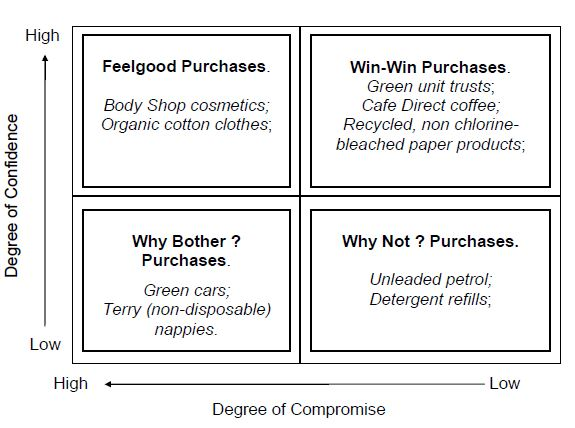 High
Feelgood Purchases.
Body Shop cosmetics;
Organic cotton clothes;
Win-Win Purchases.
Green unit trusts;
Cafe Direct coffee;
Recycled, non chlorine-
bleached paper products;
Degree of Confidence
Why Bother ?
Purchases.
Green cars;
Terry (non-disposable)
nappies.
Why Not ? Purchases.
Unleaded petrol;
Detergent refills;
Low
High
Low
Degree of Compromise